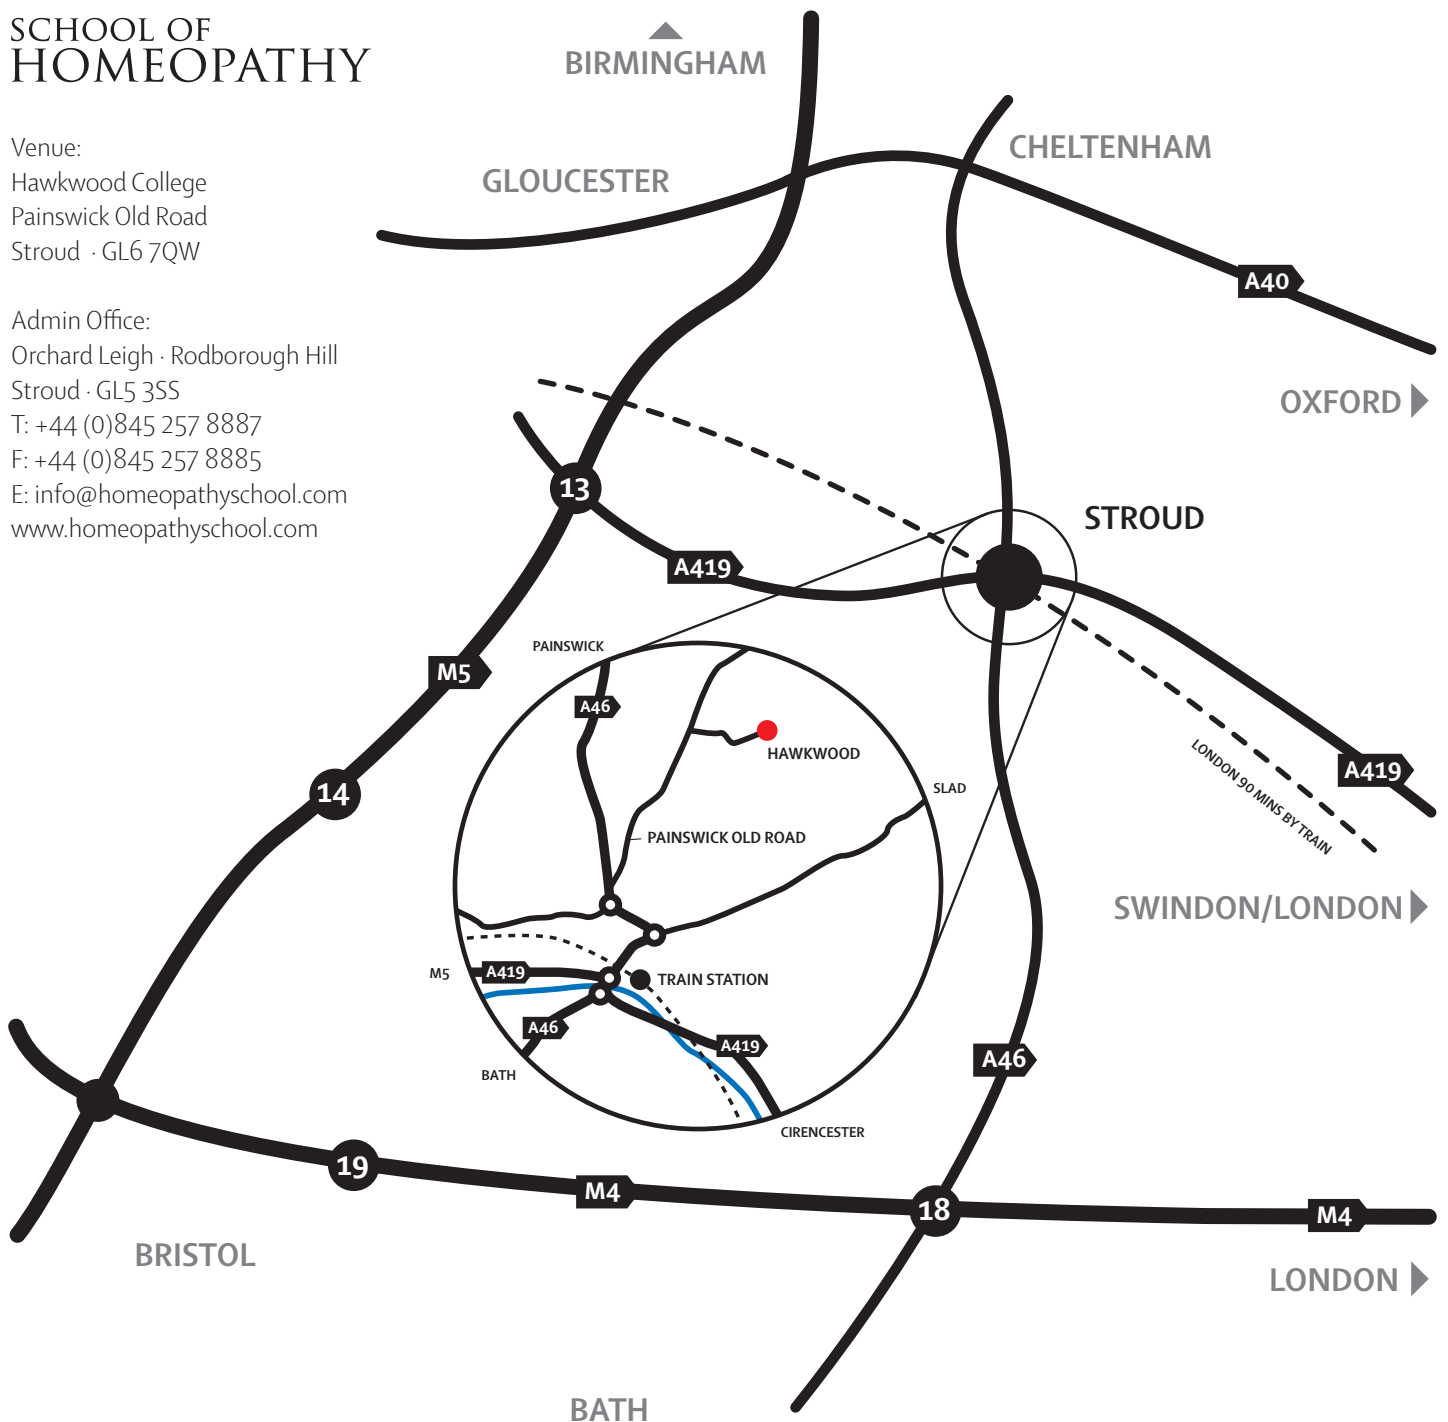 SCHOOL OF
HOMEOPATHY
Venue:
Hawkwood College
Painswick Old Road
Stroud · GL6 7QW
Admin Office:
Orchard Leigh · Rodborough Hill
Stroud · GL5 3SS
T: +44 (0)845 257 8887
F: +44 (0)845 257 8885
E: info@homeopathyschool.com
www.homeopathyschool.com
BIRMINGHAM
CHELTENHAM
GLOUCESTER
A40
OXFORD
13
STROUD
A419
PAINSWICK
M5
A46
HAWKWOOD
LONDON 90 MINS BY TRAIN
A419
SLAD
14
PAINSWICK OLD ROAD
SWINDON/LONDON
M5
A419
TRAIN STATION
A46
A419
BATH
A46
CIRENCESTER
19
M4
18
M4
BRISTOL
LONDON
BATH